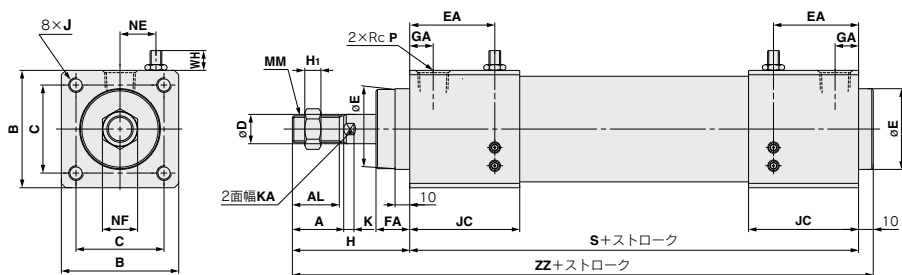 8×J
NE
WH
B
C
NF
C
B
EA
GA
2×Rc P
EA
GA
MM
H1
øE
øD
øE
2面幅KA
AL
10
A
K
FA
JC
JC
10
H
S+ストローク
ZZ+ストローク